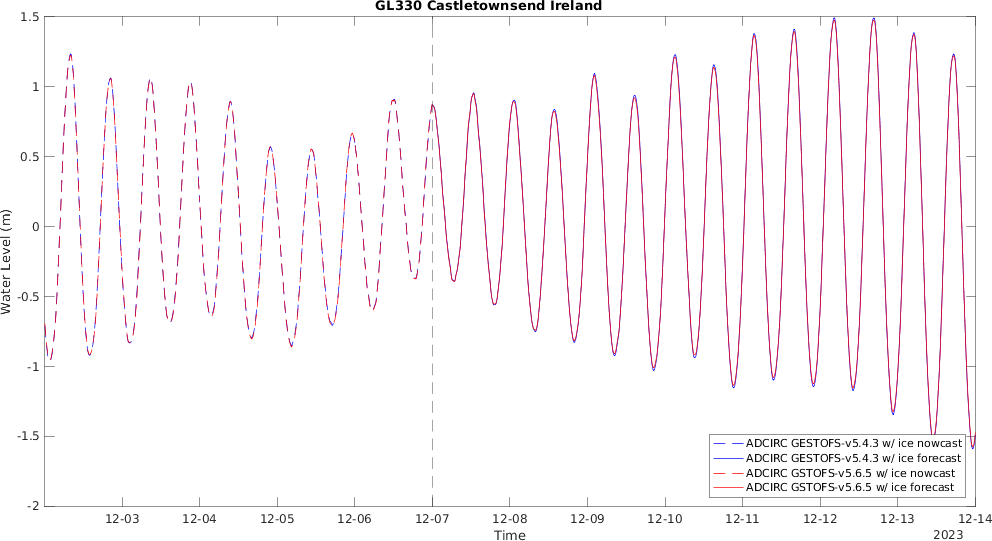 GL330 Castletownsend Ireland
1.5
1
0.5
0
-0.5
-1
-1.5
-2
Water Level (m)
12-03 12-04 12-05 12-06 12-07 12-08 12-09 12-10 12-11 12-12 12-13 12-14
Time
2023
ADCIRC GESTOFS-v5.4.3 w/ ice nowcast
ADCIRC GESTOFS-v5.4.3 w/ ice forecast
ADCIRC GSTOFS-v5.6.5 w/ ice nowcast
ADCIRC GSTOFS-v5.6.5 w/ ice forecast